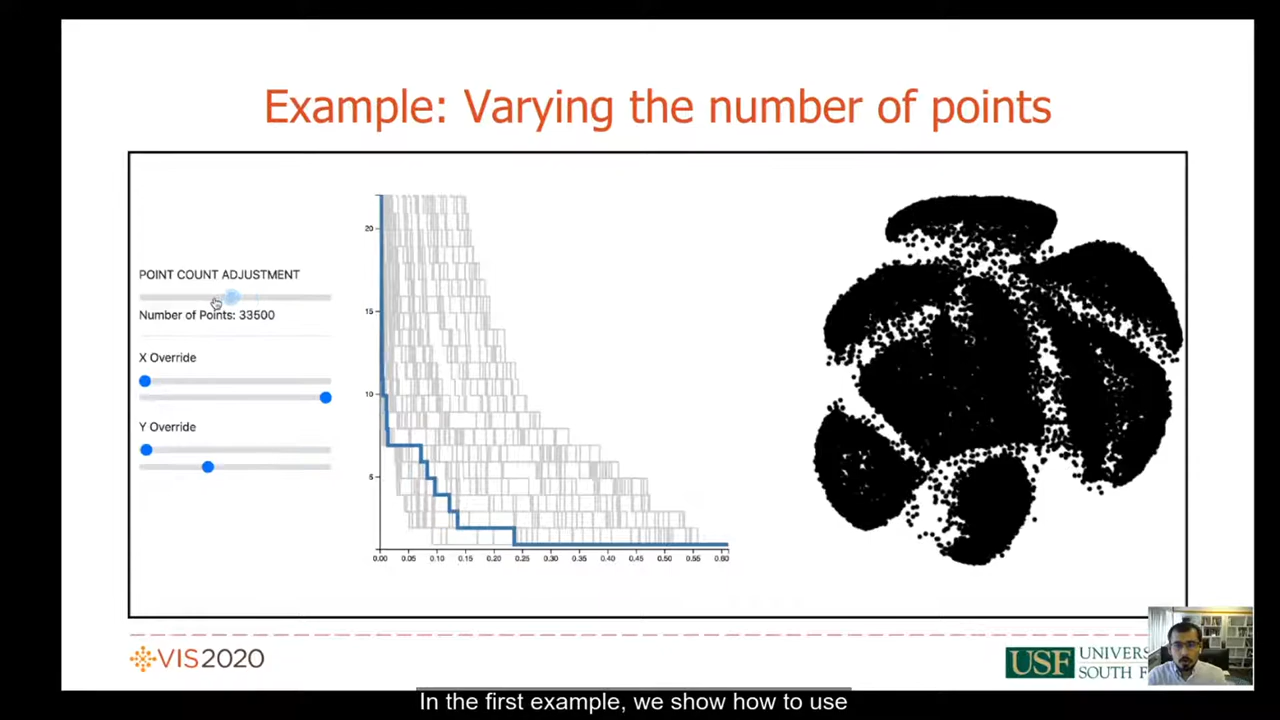 Example: Varying the number of points
POINT COUNT ADJUSTMENT
Number of Points: 33500
X Override
Y Override
20
15
10
5
0.00 0.05 0.10 0.15 0.20 0.25 0.30 0.35 0.40 0.45 0.50 0.55 0.60
VIS2020
USF
UNIVERS
SOUTH F
In the first example, we show how to use